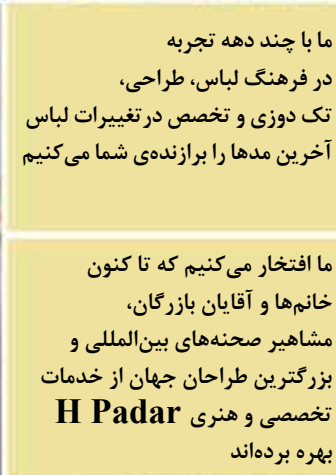 ما با چند دهه تجربه
در فرهنگ لباس، طراحی،
تک دوزی و تخصص درتغییرات لباس
آخرین مدها را برازنده‌ی شما می‌کنیم
ما افتخار می‌کنیم که تا کنون
خانم‌ها و آقایان بازرگان،
مشاهیر صحنه‌های بین‌المللی و
بزرگترین طراحان جهان از خدمات
تخصصی و هنری H Padar
بهره برده‌اند